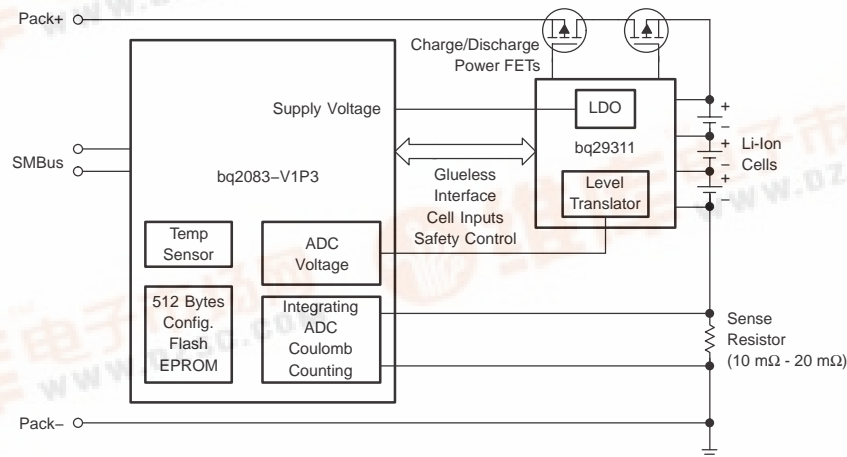 Pack+
Charge/Discharge
Power FETs
Supply Voltage
LDO
bq29311
+
−
+
−
+
−
Li-Ion
Cells
SMBus
bq2083−V1P3
Glueless
Interface
Cell Inputs
Safety Control
Level
Translator
Temp
Sensor
ADC
Voltage
512 Bytes
Config.
Flash
EPROM
Integrating
ADC
Coulomb
Counting
Sense
Resistor
(10 mΩ - 20 mΩ)
Pack−